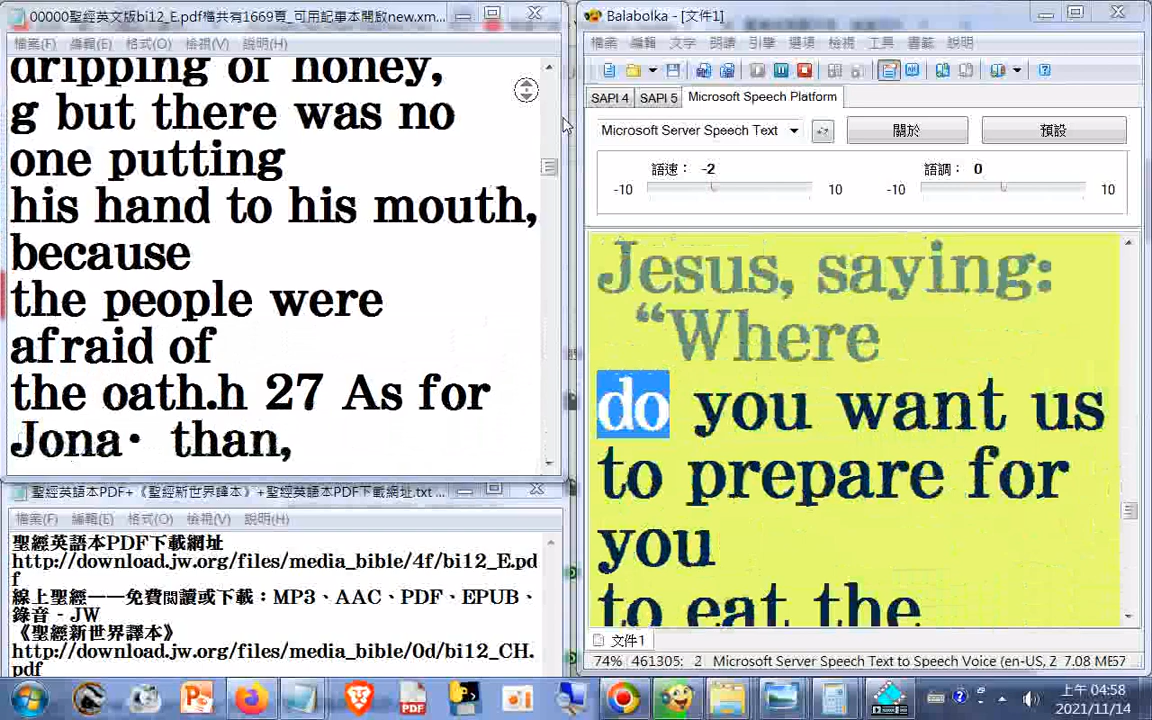 00000聖經英文版bi12_E.pdf檔共有1669頁_可用記事本開啟new.xm...
檔案(F) 編輯(E) 格式(O) 檢視(V) 說明(H)
dripping of honey,
g but there was no
one putting
his hand to his mouth,
because
the people were
afraid of
the oath.h 27 As for
Jona· than,
聖經英語本PDF+《聖經新世界譯本》+聖經英語本PDF下載網址.txt ...
檔案(F) 編輯(E) 格式(O) 檢視(V) 說明(H)
聖經英語本PDF下載網址
http://download.jw.org/files/media_bible/4f/bi12_E.pd
f
線上聖經——免費閱讀或下載：MP3、AAC、PDF、EPUB、
錄音 - JW
《聖經新世界譯本》
http://download.jw.org/files/media_bible/0d/bi12_CH.
pdf
Balabolka - [文件1]
檔案 編輯 文字 朗讀 引擎 選項 檢視 工具 書籤 說明
SAPI 4 SAPI 5 Microsoft Speech Platform
Microsoft Server Speech Text 關於 預設
語速： -2 語調： 0
-10 10 -10 10
Jesus, saying:
“Where
do you want us
to prepare for
you
to eat the
文件1
74% 461305: 2 Microsoft Server Speech Text to Speech Voice (en-US, Z 7.08 ME57
上午 04:58
2021/11/14